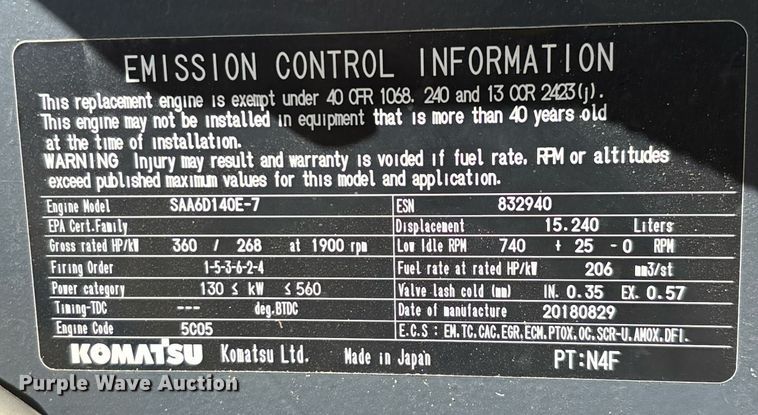 EMISSION CONTROL INFORMATION
This replacement engine is exempt under 40 CFR 1068. 240 and 13 CCR 2423(j).
This engine may not be installed in equipment that is more than 40 years old
at the time of installation.
WARNING Injury may result and warranty is voided if fuel rate, RPM or altitudes
exceed published maximum values for this model and application.
Engine Model SAA6D140E-7 ESN 832940
EPA Cert.Family Displacement 15.240 Liters
Gross rated HP/kW 360 / 268 at 1900 rpm Low Idle RPM 740 + 25 - 0 RPM
Firing Order 1-5-3-6-2-4 Fuel rate at rated HP/kW 206 mm3/st
Power category 130 ≤ kW ≤ 560 Valve lash cold (mm) IN. 0.35 EX. 0.57
Timing-TDC --- deg.BTDC Date of manufacture 20180829
Engine Code 5C05 E.C.S : EM.TC.CAC.EGR.ECM.PTOX.OC.SCR-U.AMOX.DFI.
KOMATSU Komatsu Ltd. Made in Japan PT:N4F
Purple Wave Auction